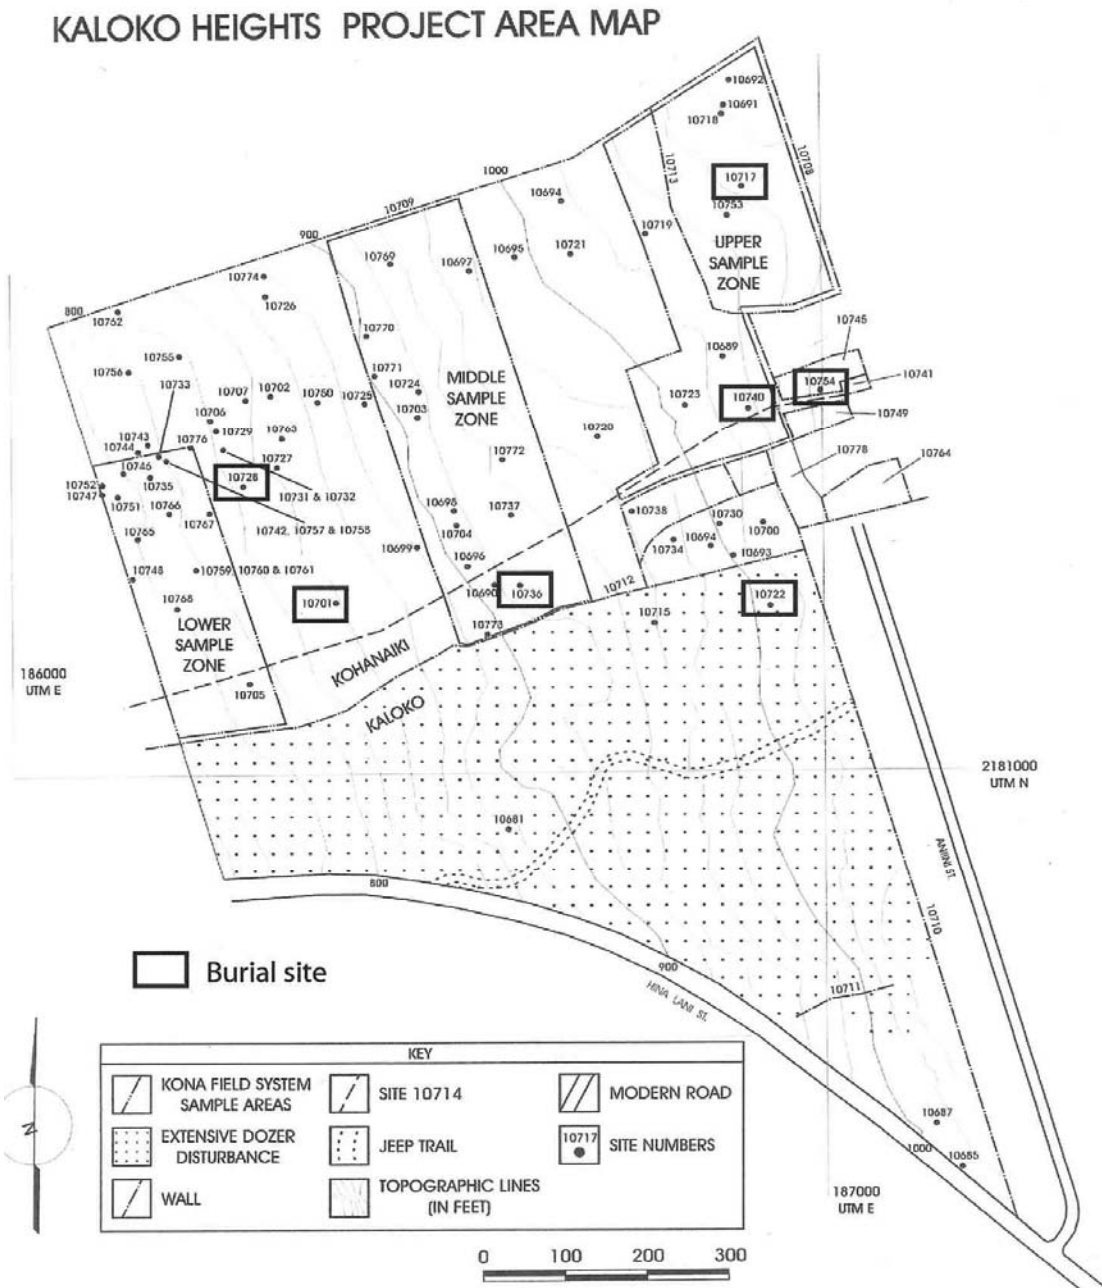 KALOKO HEIGHTS PROJECT AREA MAP
10692
10691
10718
10713
10708
10717
10753
UPPER
SAMPLE
ZONE
1000
10709
900
800
10694
10719
10769
10697
10695
10721
10774
10726
10762
10770
10745
10689
10755
10756
10733
10771
10724
MIDDLE
SAMPLE
ZONE
10754
10741
10707
10702
10750
10725
10703
10723
10740
10749
10706
10729
10763
10720
10743
10744
10776
10772
10778
10764
10746
10735
10727
10728
10752
10747
10751
10731 & 10732
10766
10767
10742, 10757 & 10758
10698
10737
10738
10730
10700
10765
10704
10734
10694
10693
10699
10696
10748
10759, 10760 & 10761
10690
10736
10712
10768
10701
10722
10715
LOWER
SAMPLE
ZONE
10773
KOHANAIKI
186000
UTM E
10705
KALOKO
2181000
UTM N
10681
ANIINI ST.
800
10710
Burial site
900
HINA LANI ST.
10711
KEY
KONA FIELD SYSTEM
SAMPLE AREAS
SITE 10714
MODERN ROAD
EXTENSIVE DOZER
DISTURBANCE
JEEP TRAIL
10717
SITE NUMBERS
WALL
TOPOGRAPHIC LINES
(IN FEET)
10687
1000
10685
187000
UTM E
N
0 100 200 300